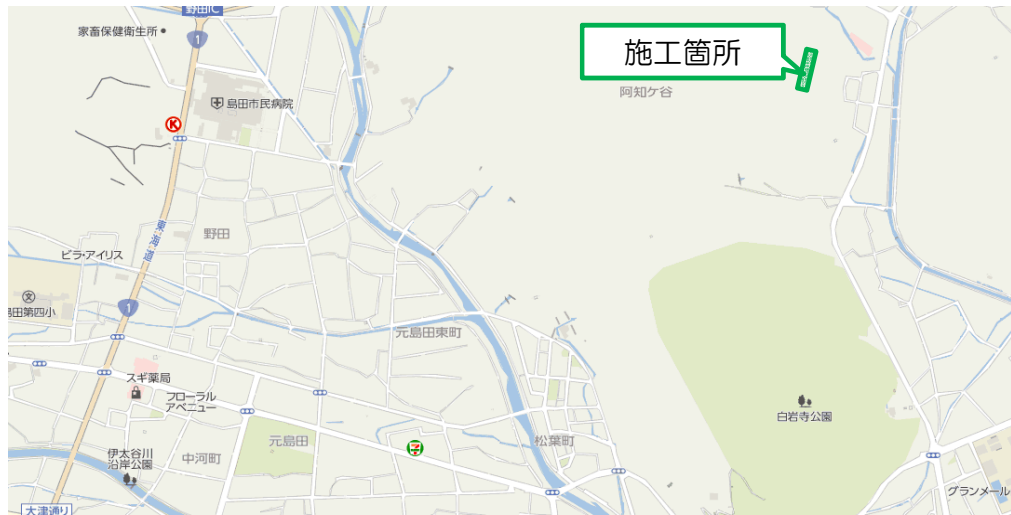 野田IC
家畜保健衛生所
1
施工箇所
阿知ケ谷
島田市民病院
K
野田
東海道
ビラ・アイリス
文
島田第四小
1
元島田東町
スギ薬局
フローラル
アベニュー
白岩寺公園
元島田
松葉町
7
伊太谷川
沿岸公園
中河町
グランメール
大津通り